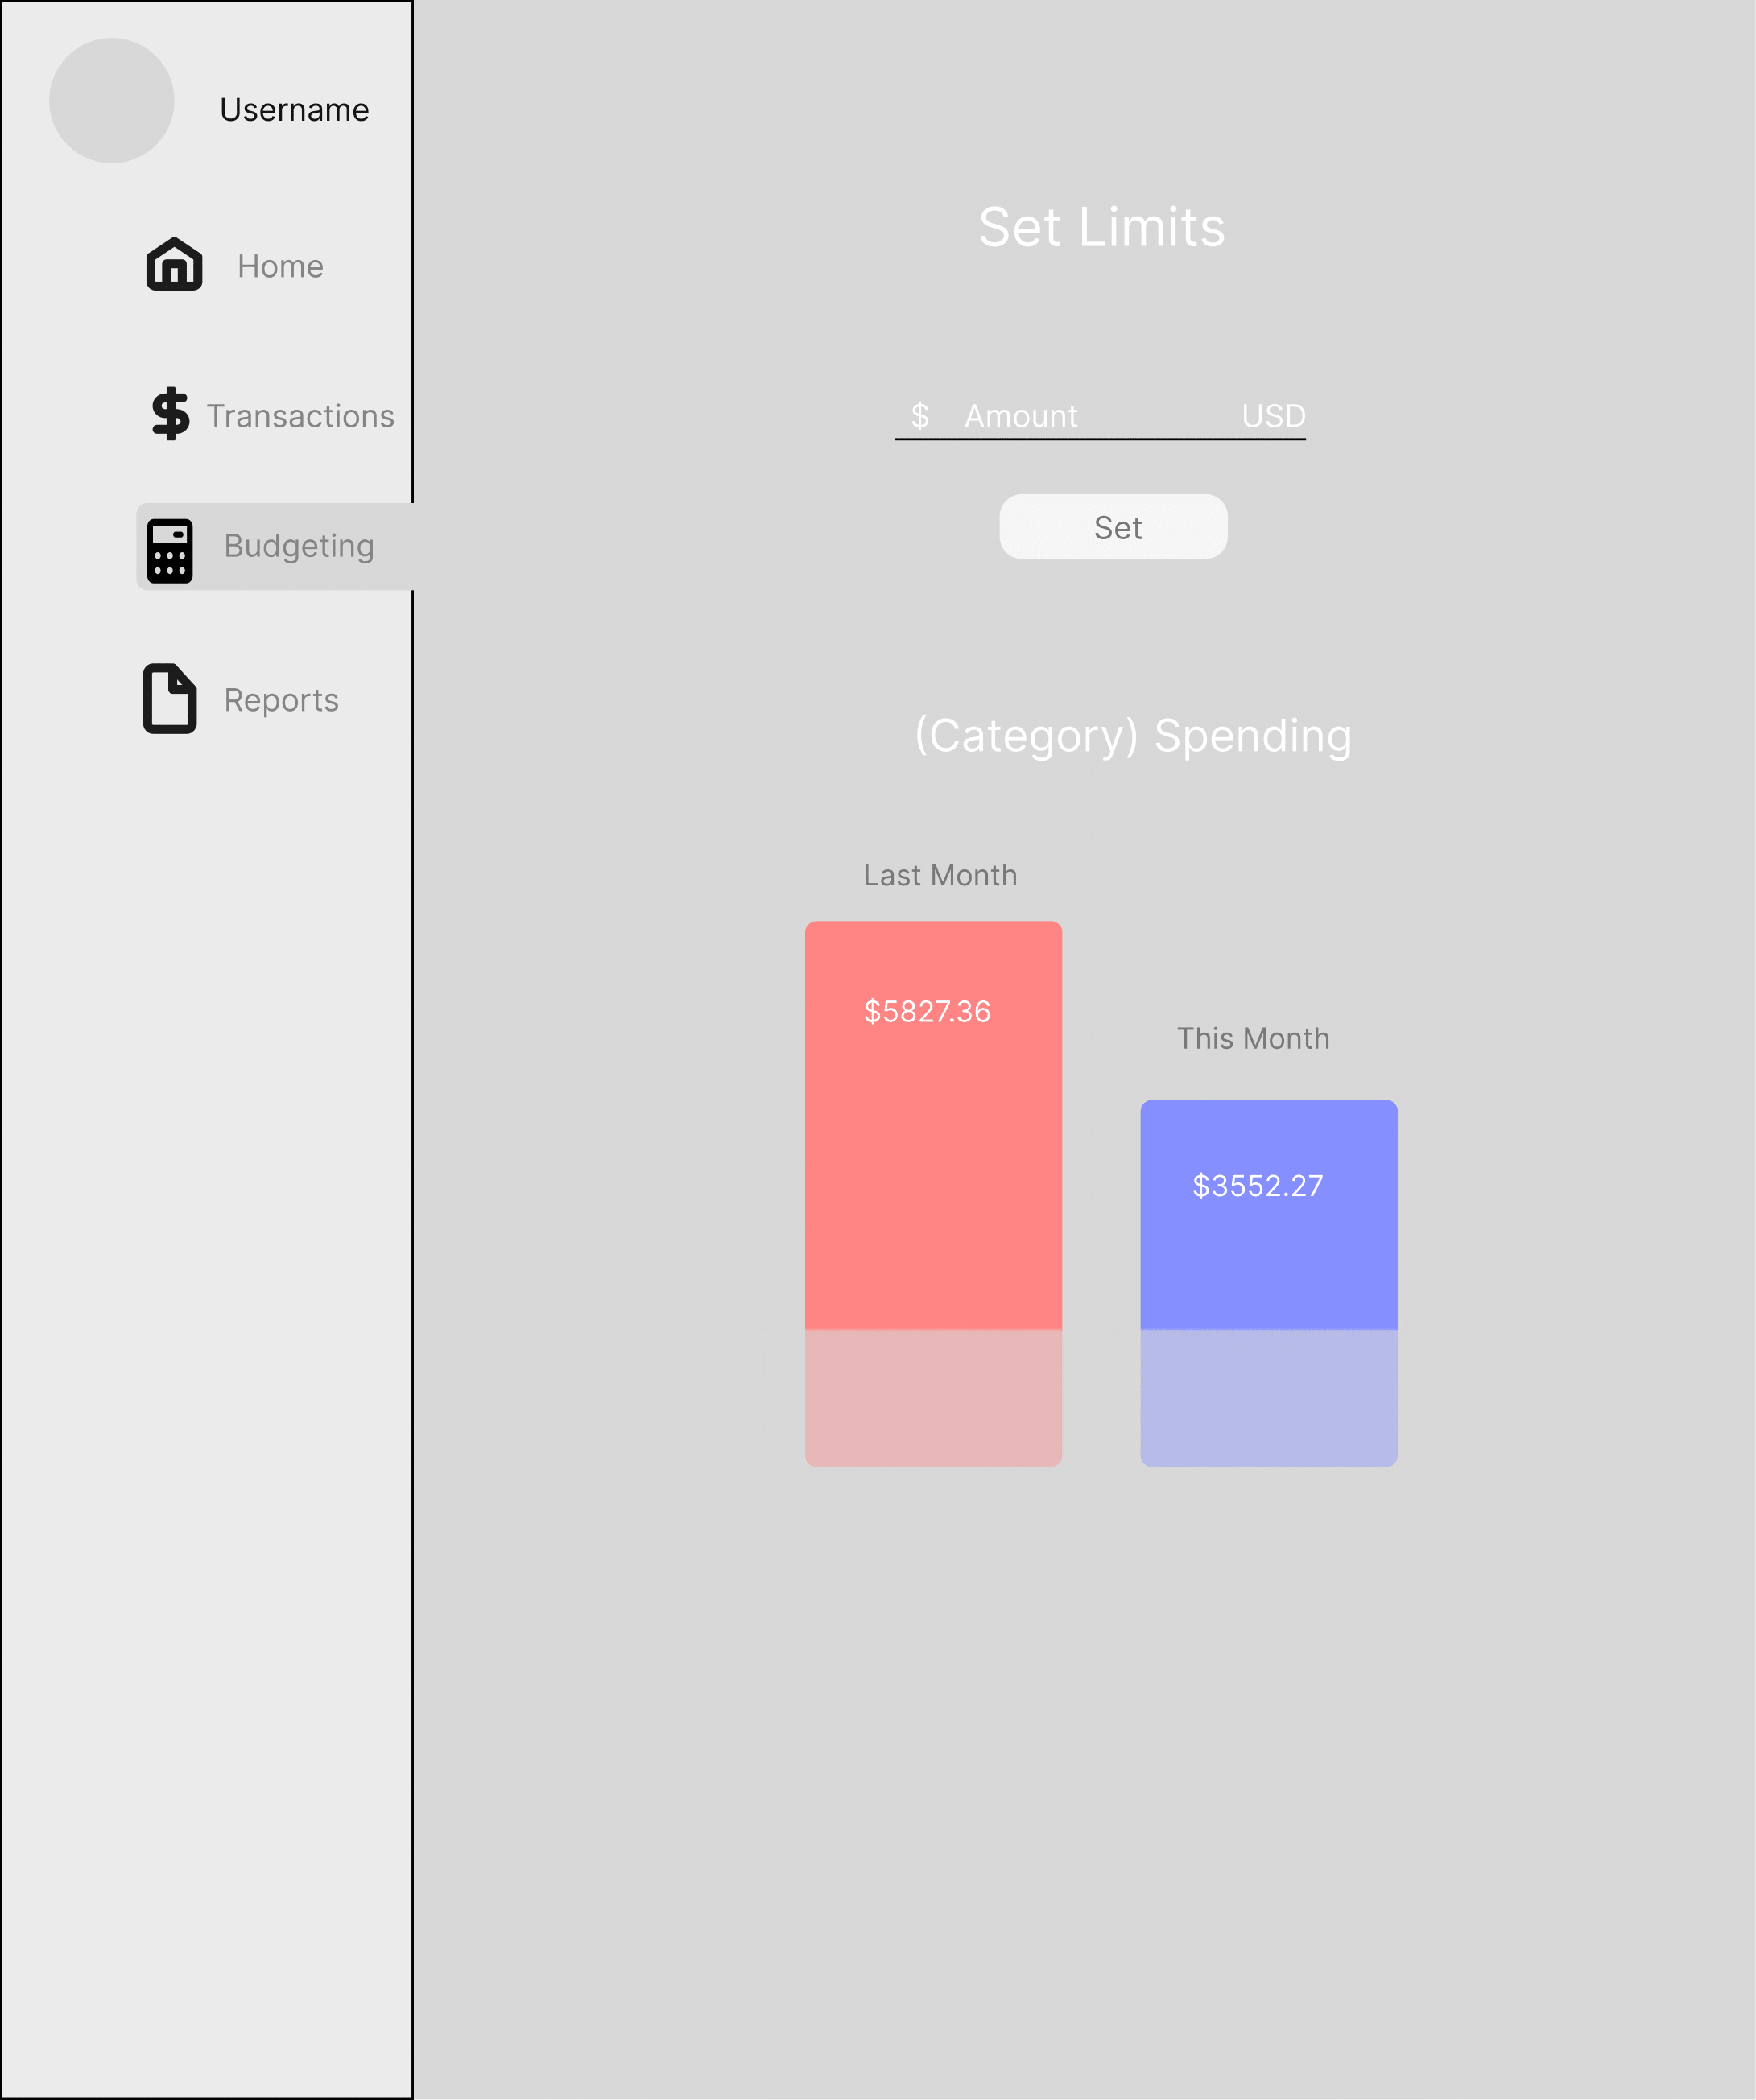 Username
Home
Transactions
Budgeting
Reports
Set Limits
$ Amount USD
Set
(Category) Spending
Last Month
$5827.36
This Month
$3552.27